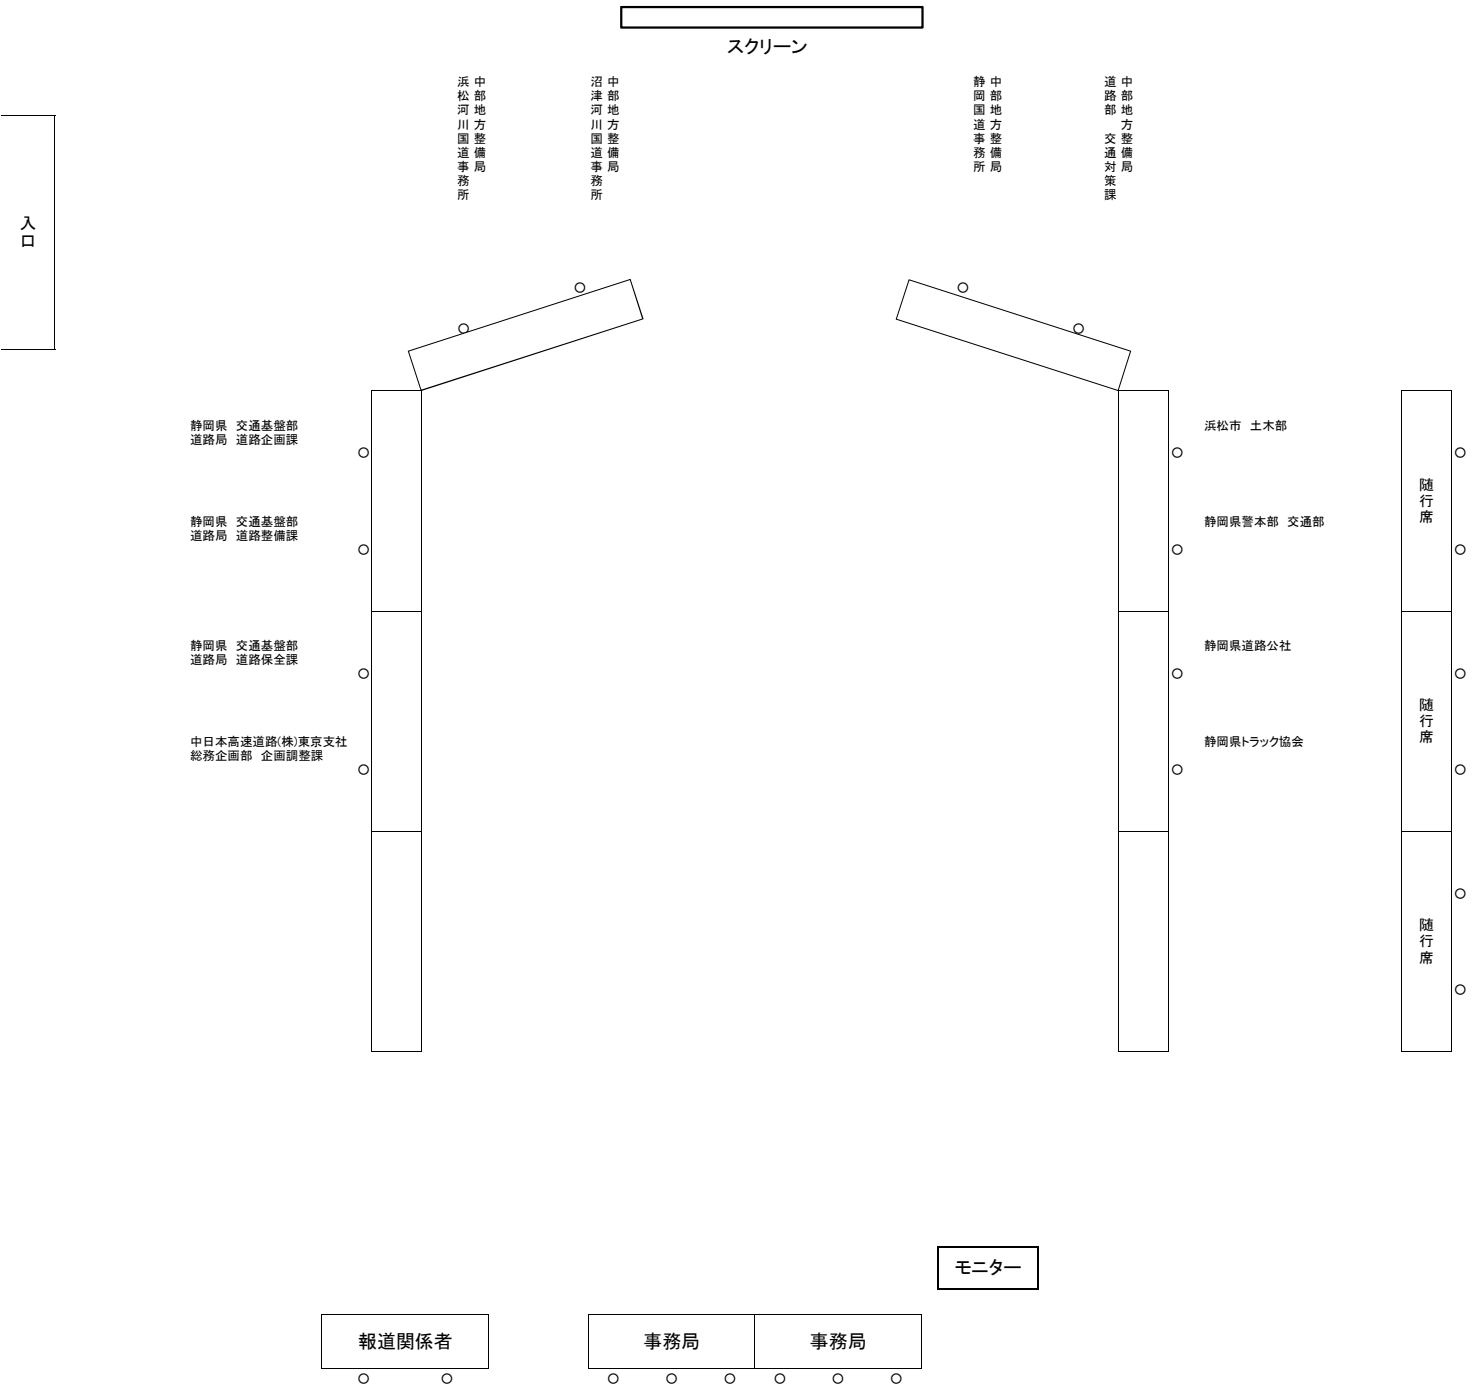 スクリーン
中部地方整備局
浜松河川国道事務所
中部地方整備局
沼津河川国道事務所
中部地方整備局
静岡国道事務所
中部地方整備局
道路部　交通対策課
入口
静岡県　交通基盤部
道路局　道路企画課
静岡県　交通基盤部
道路局　道路整備課
静岡県　交通基盤部
道路局　道路保全課
中日本高速道路(株)東京支社
総務企画部　企画調整課
浜松市　土木部
静岡県警本部　交通部
静岡県道路公社
静岡県トラック協会
随行席
随行席
随行席
モニター
報道関係者
事務局
事務局